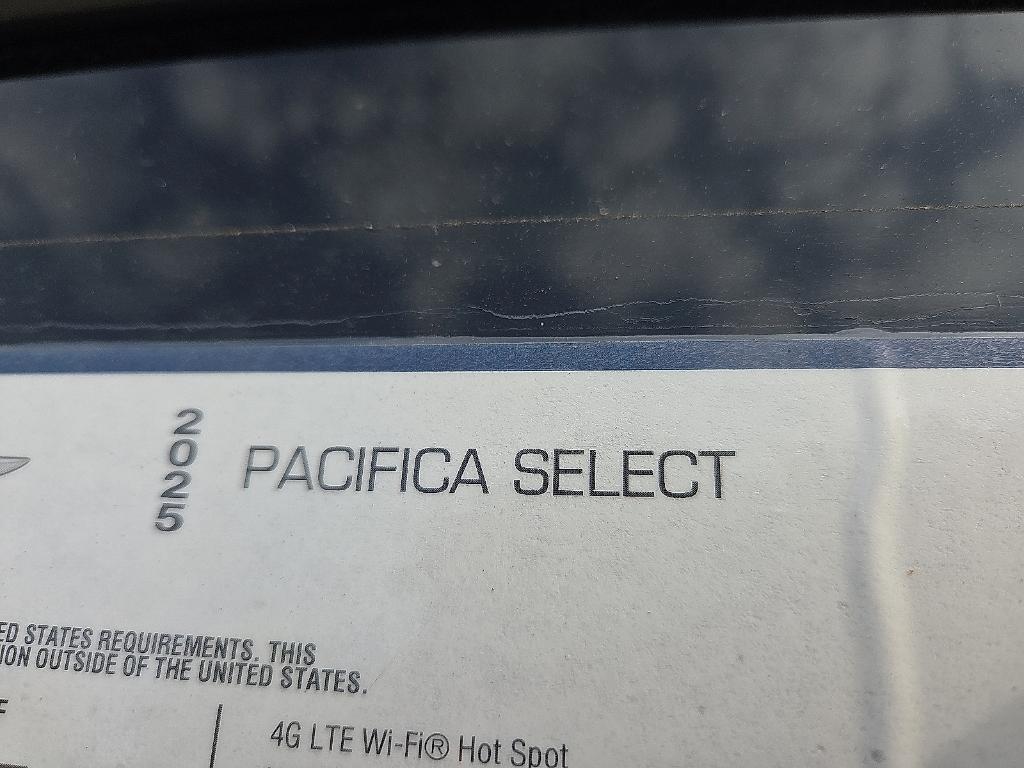 2025
PACIFICA SELECT
ED STATES REQUIREMENTS. THIS
ION OUTSIDE OF THE UNITED STATES.
4G LTE Wi-Fi® Hot Spot